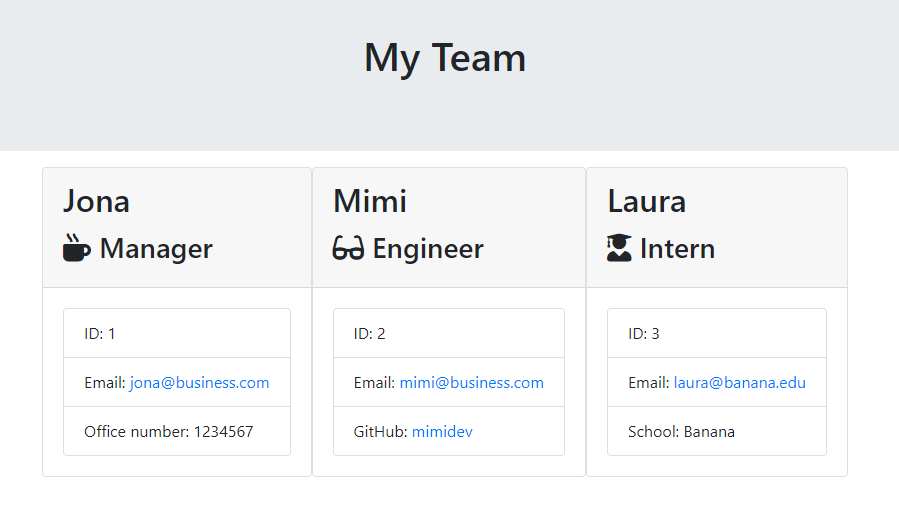 My Team
Jona
Manager
ID: 1
Email: jona@business.com
Office number: 1234567
Mimi
Engineer
ID: 2
Email: mimi@business.com
GitHub: mimidev
Laura
Intern
ID: 3
Email: laura@banana.edu
School: Banana